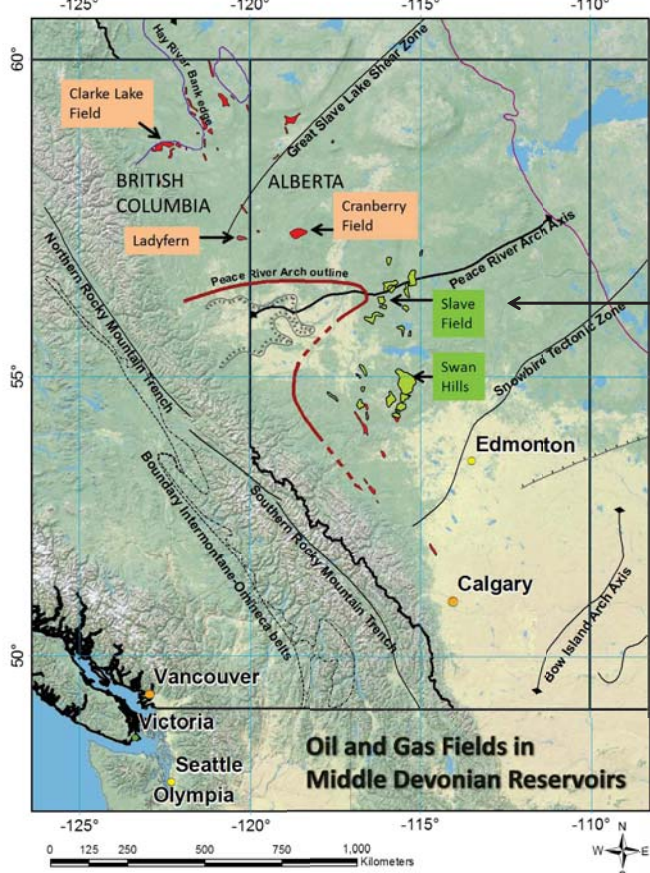 -125° -120° -115° -110°
60°
Hay River Bank edge
Great Slave Lake Shear Zone
Clarke Lake
Field
BRITISH
COLUMBIA
ALBERTA
Cranberry
Field
Ladyfern
Peace River Arch Axis
Peace River Arch outline
Northern Rocky Mountain Trench
Slave
Field
Snowbird Tectonic Zone
55°
Swan
Hills
Edmonton
Boundary Intermontane-Omineca belts
Southern Rocky Mountain Trench
Calgary
Bow Island Arch Axis
50°
Vancouver
Victoria
Seattle
Olympia
Oil and Gas Fields in
Middle Devonian Reservoirs
-125° -120° -115° -110°
0 125 250 500 750 1,000
Kilometers
N
W E
S